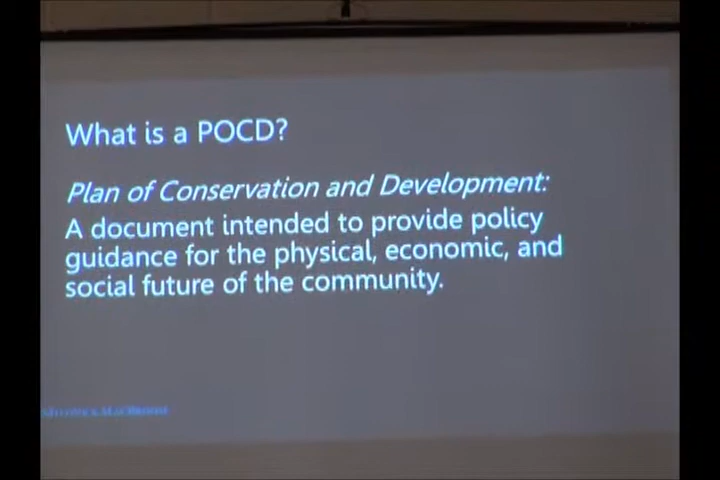 What is a POCD?
Plan of Conservation and Development:
A document intended to provide policy
guidance for the physical, economic, and
social future of the community.